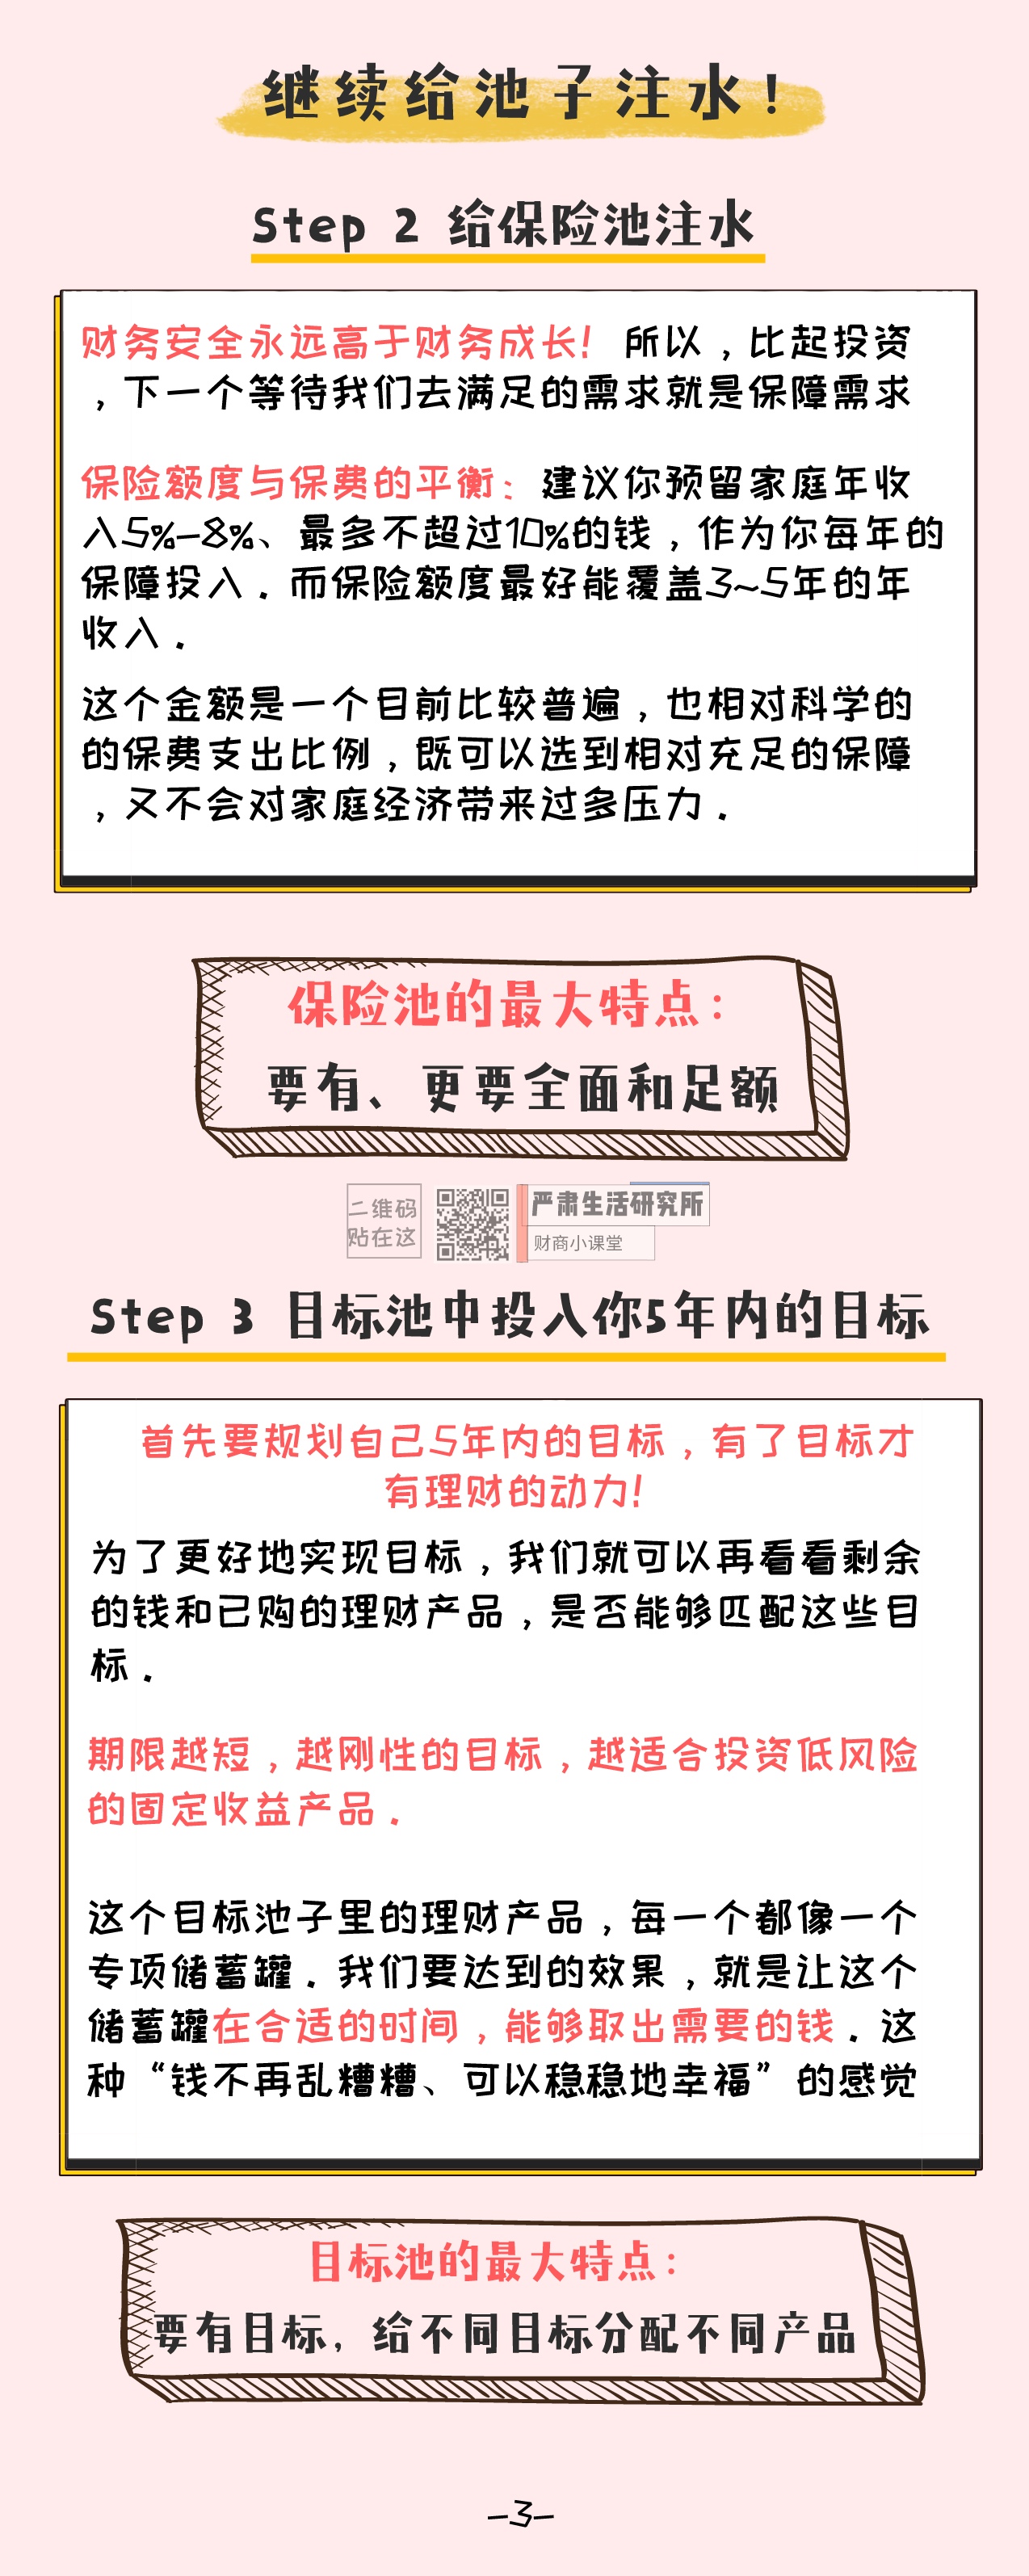 继续给池子注水!
Step 2 给保险池注水
财务安全永远高于财务成长! 所以，比起投资
，下一个等待我们去满足的需求就是保障需求
保险额度与保费的平衡：建议你预留家庭年收
入5%-8%、最多不超过10%的钱，作为你每年的
保障投入．而保险额度最好能覆盖3~5年的年
收入．
这个金额是一个目前比较普遍，也相对科学的
的保费支出比例，既可以选到相对充足的保障
，又不会对家庭经济带来过多压力．
保险池的最大特点：
要有、更要全面和足额
二维码
贴在这
严肃生活研究所
财商小课堂
Step 3 目标池中投入你5年内的目标
首先要规划自己5年内的目标，有了目标才
有理财的动力!
为了更好地实现目标，我们就可以再看看剩余
的钱和已购的理财产品，是否能够匹配这些目
标．
期限越短，越刚性的目标，越适合投资低风险
的固定收益产品．
这个目标池子里的理财产品，每一个都像一个
专项储蓄罐．我们要达到的效果，就是让这个
储蓄罐在合适的时间，能够取出需要的钱．这
种“钱不再乱糟糟、可以稳稳地幸福”的感觉
目标池的最大特点：
要有目标，给不同目标分配不同产品
-3-